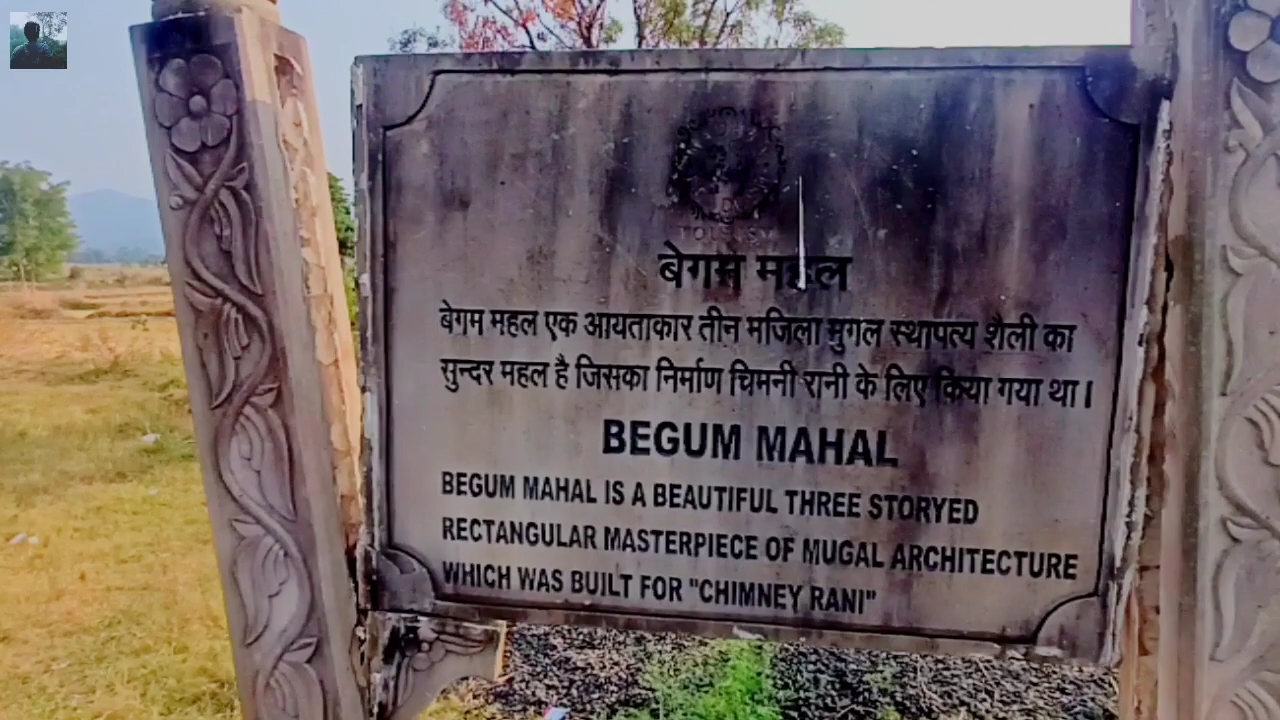 बेगम महल
बेगम महल एक आयताकार तीन मजिला मुगल स्थापत्य शैली का
सुन्दर महल है जिसका निर्माण चिमनी रानी के लिए किया गया था।
BEGUM MAHAL
BEGUM MAHAL IS A BEAUTIFUL THREE STORYED
RECTANGULAR MASTERPIECE OF MUGAL ARCHITECTURE
WHICH WAS BUILT FOR "CHIMNEY RANI"